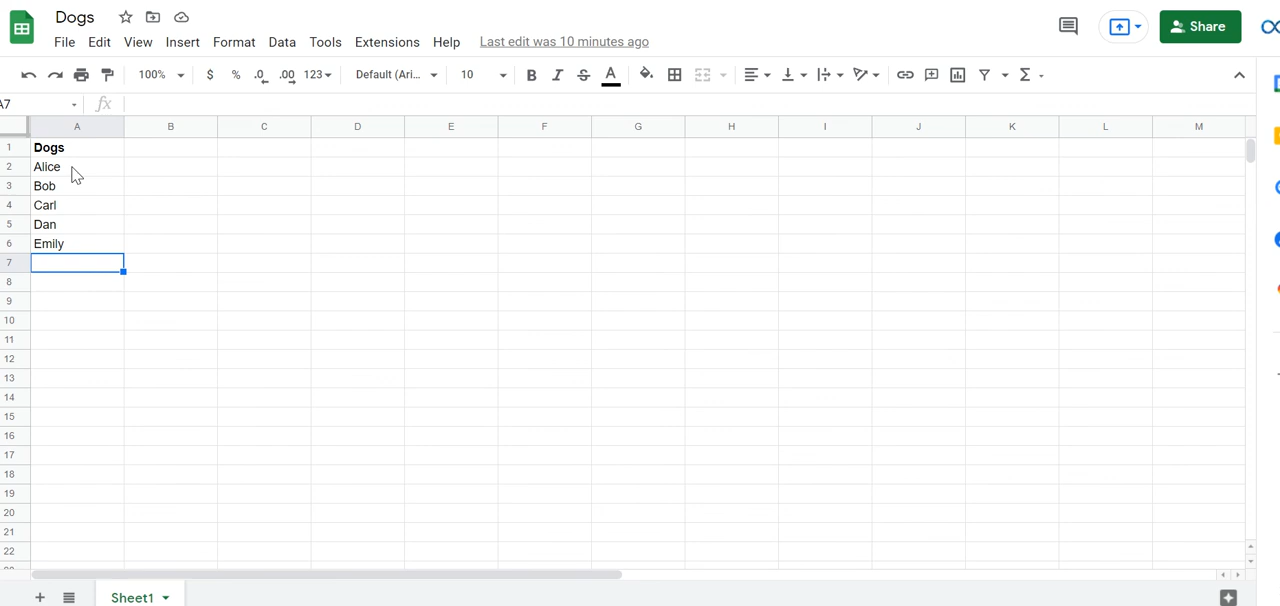 Dogs
File Edit View Insert Format Data Tools Extensions Help Last edit was 10 minutes ago
Share
100% $ % .0 .00 123 Default (Ari... 10 B I S A Σ
A7 fx
A B C D E F G H I J K L M
1 Dogs
2 Alice
3 Bob
4 Carl
5 Dan
6 Emily
7
8
9
10
11
12
13
14
15
16
17
18
19
20
21
22
+ Sheet1